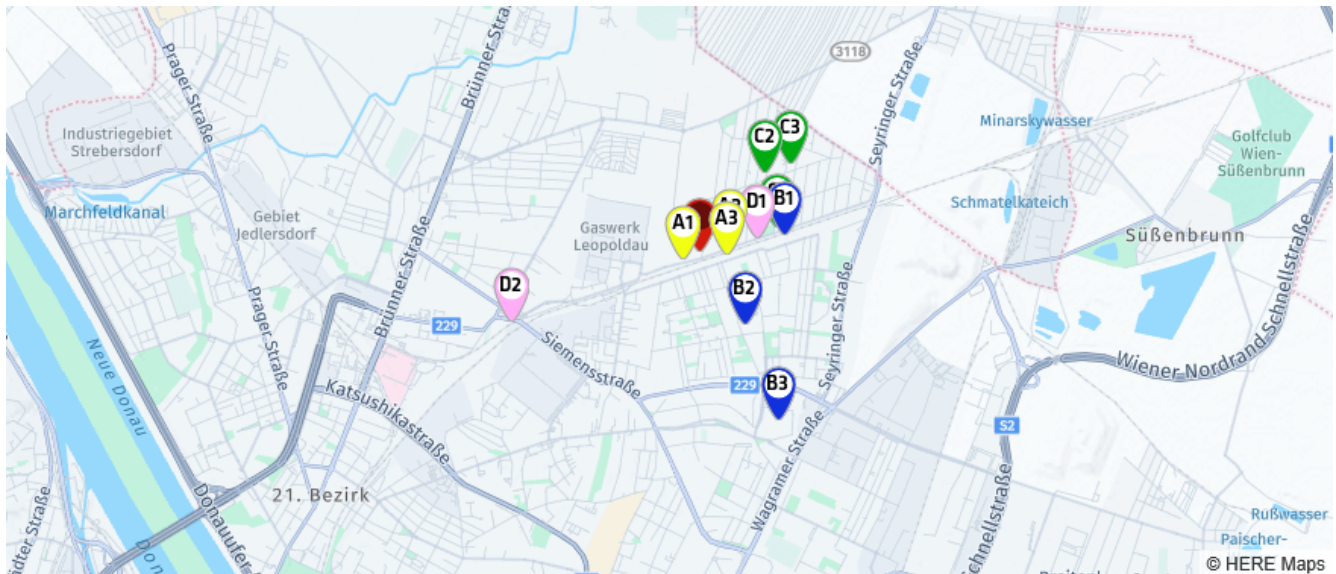 Prager Straße
Brünner Straße
3118
Seyringer Straße
Industriegebiet
Strebersdorf
Minarskywasser
Golfclub
Wien-
Süßenbrunn
C2
C3
Marchfeldkanal
Gebiet
Jedlersdorf
Gaswerk
Leopoldau
A1
A3
D1
B1
Schmatelkateich
Süßenbrunn
D2
B2
229
Prager Straße
Brünner Straße
Siemensstraße
Seyringer Straße
Wiener Nordrand Schnellstraße
Neue Donau
Katsushikastraße
229
B3
S2
Wagramer Straße
21. Bezirk
Donauufer
Schnellstraße
Rußwasser
Paischer-
© HERE Maps